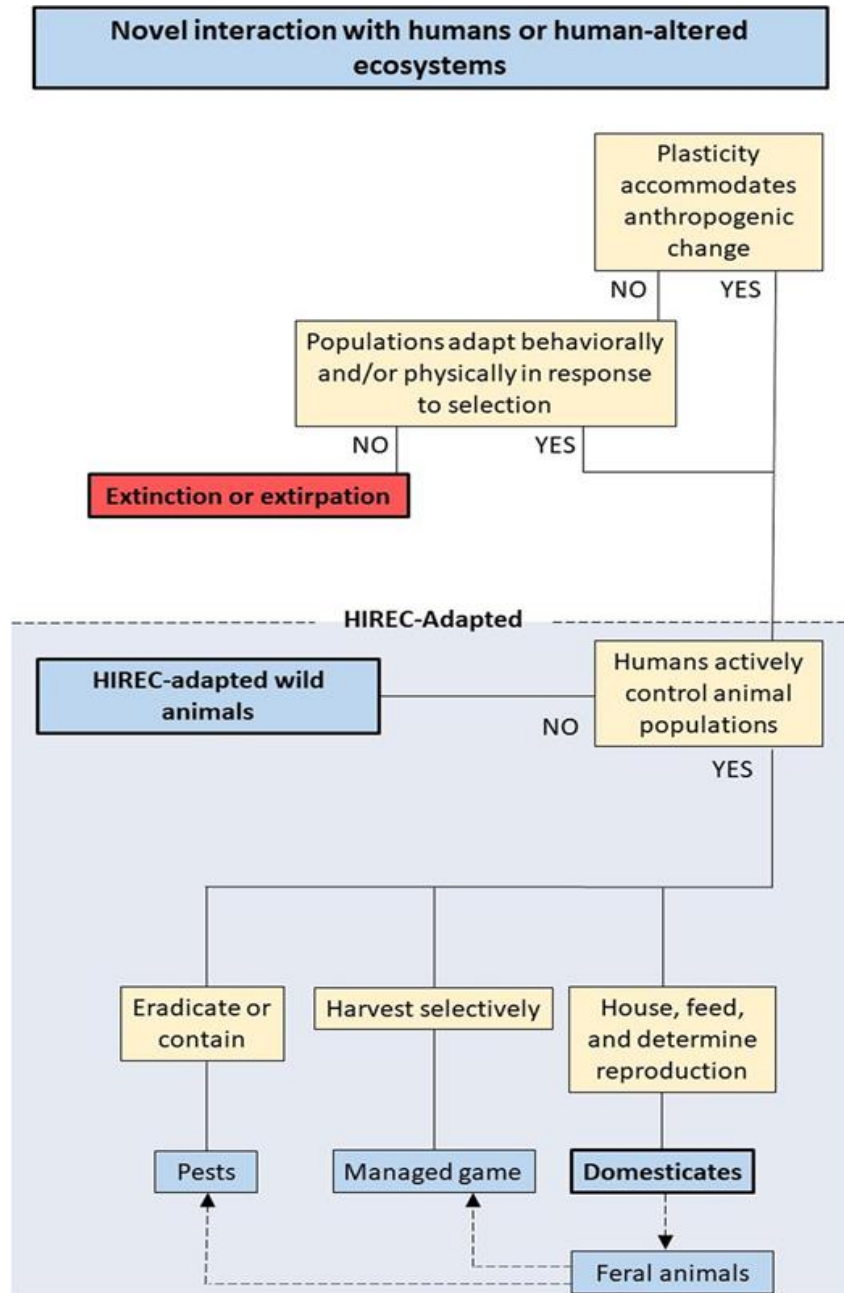 Novel interaction with humans or human-altered
ecosystems
Plasticity
accommodates
anthropogenic
change
NO
YES
Populations adapt behaviorally
and/or physically in response
to selection
NO
YES
Extinction or extirpation
HIREC-Adapted
HIREC-adapted wild
animals
Humans actively
control animal
populations
NO
YES
Eradicate or
contain
Harvest selectively
House, feed,
and determine
reproduction
Pests
Managed game
Domesticates
Feral animals